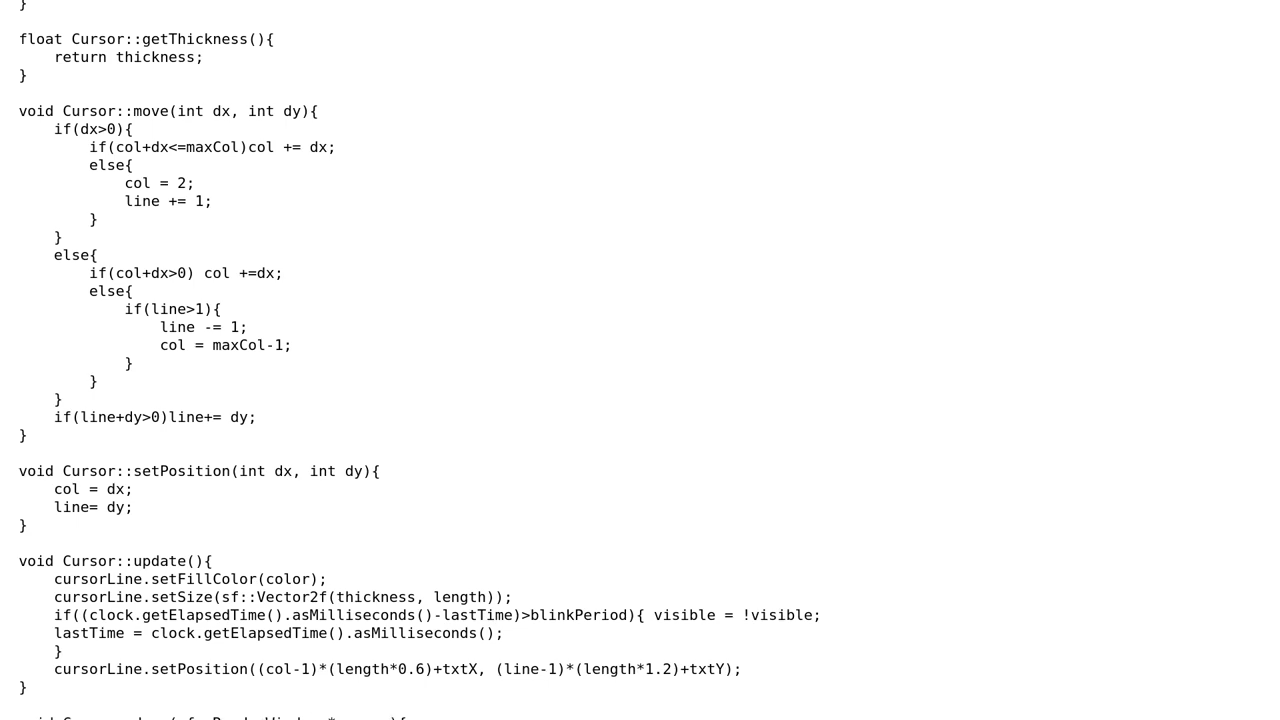 }

float Cursor::getThickness(){
    return thickness;
}

void Cursor::move(int dx, int dy){
    if(dx>0){
        if(col+dx<=maxCol)col += dx;
        else{
            col = 2;
            line += 1;
        }
    }
    else{
        if(col+dx>0) col +=dx;
        else{
            if(line>1){
                line -= 1;
                col = maxCol-1;
            }
        }
    }
    if(line+dy>0)line+= dy;
}

void Cursor::setPosition(int dx, int dy){
    col = dx;
    line= dy;
}

void Cursor::update(){
    cursorLine.setFillColor(color);
    cursorLine.setSize(sf::Vector2f(thickness, length));
    if((clock.getElapsedTime().asMilliseconds()-lastTime)>blinkPeriod){ visible = !visible;
    lastTime = clock.getElapsedTime().asMilliseconds();
    }
    cursorLine.setPosition((col-1)*(length*0.6)+txtX, (line-1)*(length*1.2)+txtY);
}